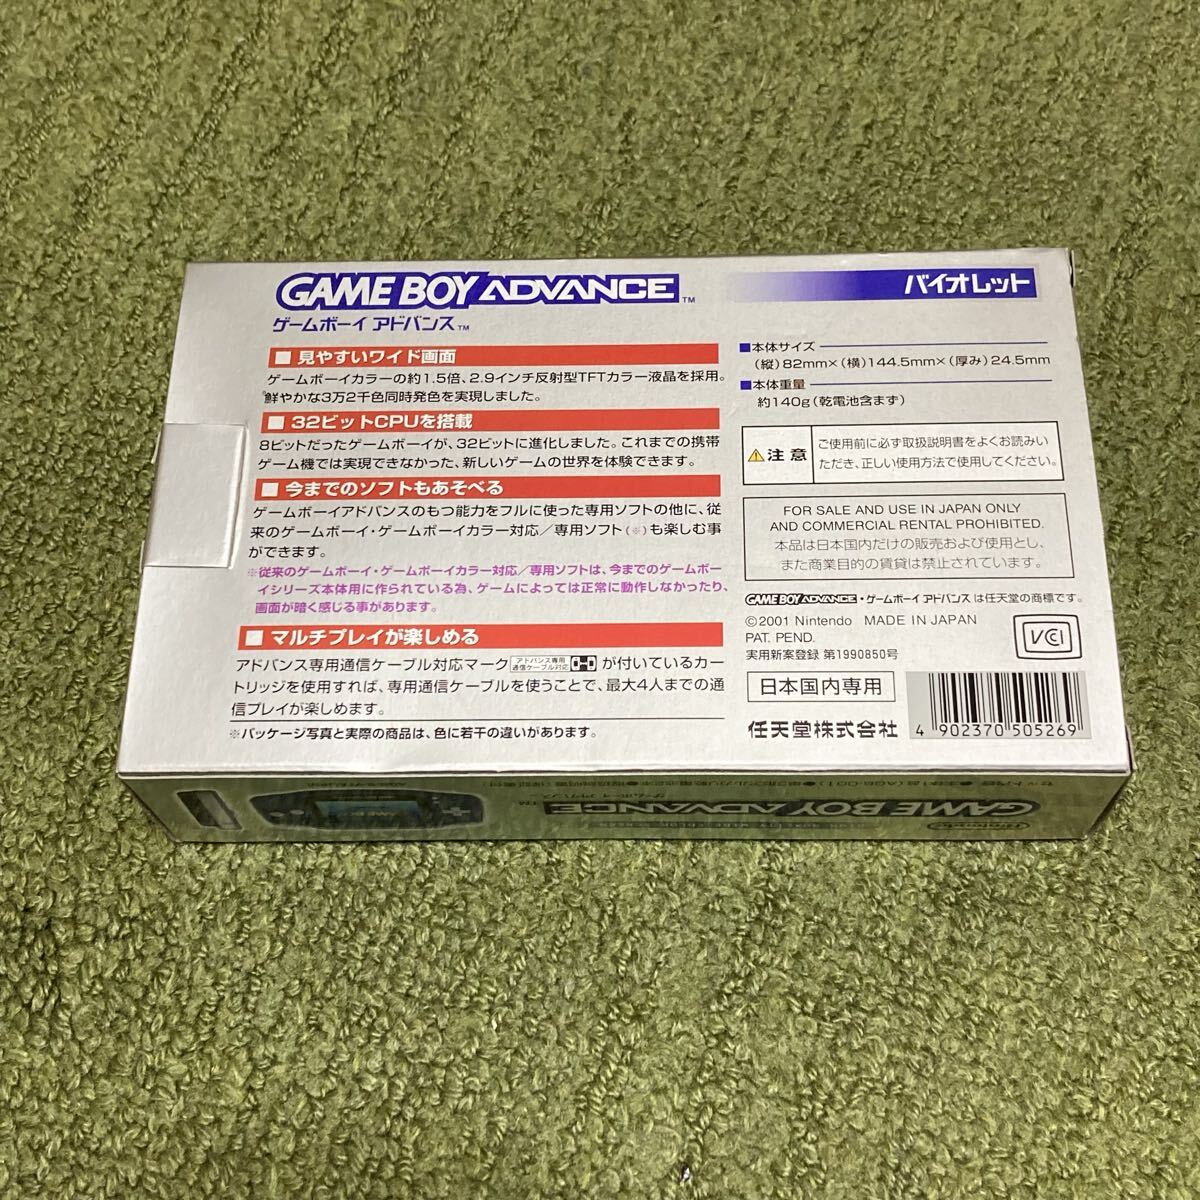 GAME BOY ADVANCE™
ゲームボーイ アドバンス™
■ 見やすいワイド画面
ゲームボーイカラーの約1.5倍、2.9インチ反射型TFTカラー液晶を採用。
鮮やかな3万2千色同時発色を実現しました。
■ 32ビットCPUを搭載
8ビットだったゲームボーイが、32ビットに進化しました。これまでの携帯
ゲーム機では実現できなかった、新しいゲームの世界を体験できます。
■ 今までのソフトもあそべる
ゲームボーイアドバンスのもつ能力をフルに使った専用ソフトの他に、従
来のゲームボーイ・ゲームボーイカラー対応／専用ソフト(※)も楽しむ事
ができます。
※従来のゲームボーイ・ゲームボーイカラー対応／専用ソフトは、今までのゲームボー
イシリーズ本体用に作られている為、ゲームによっては正常に動作しなかったり、
画面が暗く感じる事があります。
■ マルチプレイが楽しめる
アドバンス専用通信ケーブル対応マーク アドバンス専用 通信ケーブル対応 が付いているカー
トリッジを使用すれば、専用通信ケーブルを使うことで、最大4人までの通
信プレイが楽しめます。
※パッケージ写真と実際の商品は、色に若干の違いがあります。
バイオレット
■本体サイズ
(縦)82mm×(横)144.5mm×(厚み)24.5mm
■本体重量
約140g(乾電池含まず)
注意
ご使用前に必ず取扱説明書をよくお読みい
ただき、正しい使用方法で使用してください。
FOR SALE AND USE IN JAPAN ONLY
AND COMMERCIAL RENTAL PROHIBITED.
本品は日本国内だけの販売および使用とし、
また商業目的の賃貸は禁止されています。
GAME BOY ADVANCE・ゲームボーイ アドバンス は任天堂の商標です。
©2001 Nintendo MADE IN JAPAN
PAT. PEND.
実用新案登録 第1990850号
VCI
日本国内専用
任天堂株式会社
4 902370 505269
GAME BOY ADVANCE™
ゲームボーイ アドバンス™
Nintendo